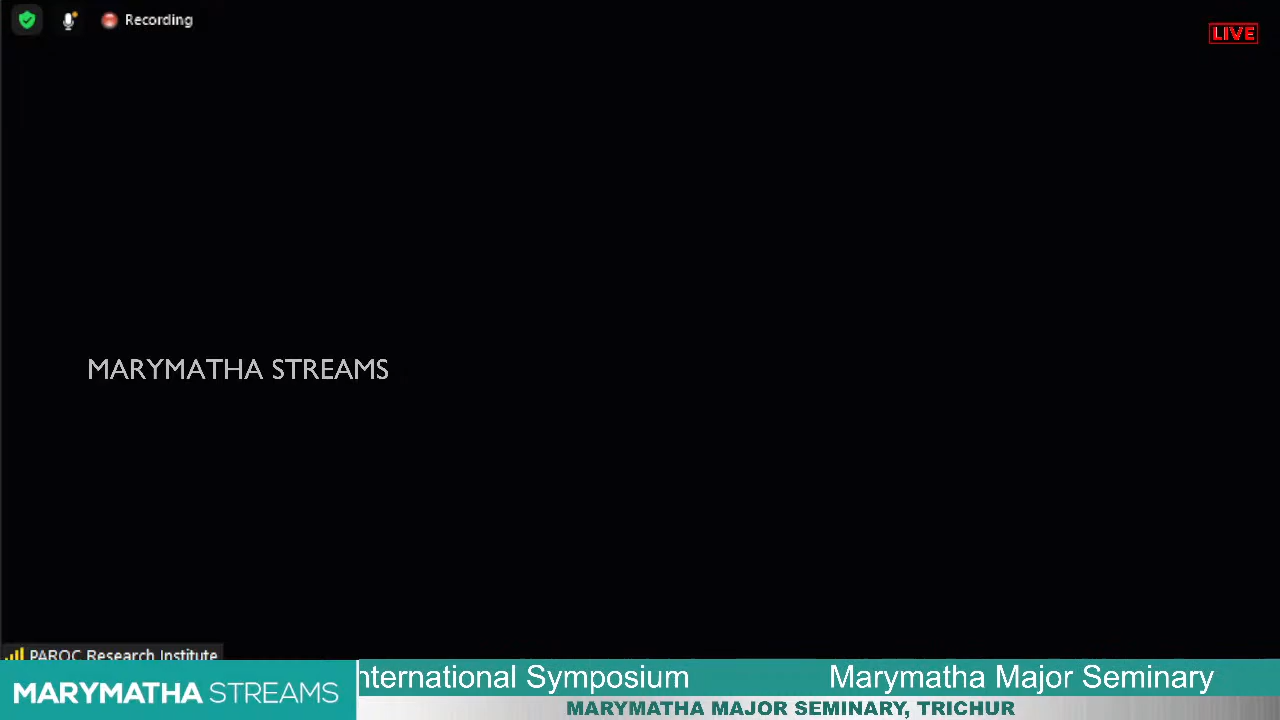 Recording
LIVE
MARYMATHA STREAMS
PAROC Research Institute
nternational Symposium Marymatha Major Seminary
MARYMATHA STREAMS
MARYMATHA MAJOR SEMINARY, TRICHUR